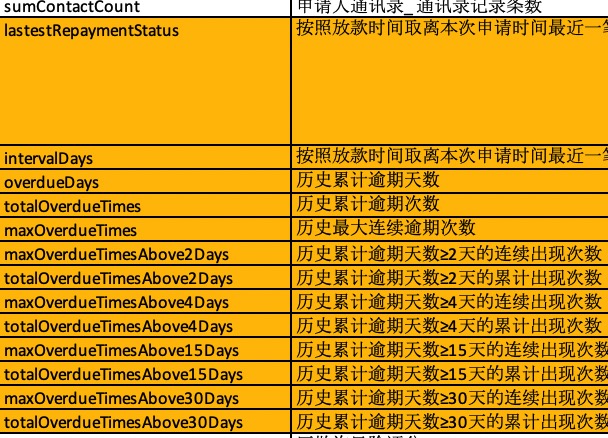 sumContactCount 申请人通讯录_通讯录记录条数
lastestRepaymentStatus 按照放款时间取离本次申请时间最近一笔
intervalDays 按照放款时间取离本次申请时间最近一笔
overdueDays 历史累计逾期天数
totalOverdueTimes 历史累计逾期次数
maxOverdueTimes 历史最大连续逾期次数
maxOverdueTimesAbove2Days 历史累计逾期天数≥2天的连续出现次数
totalOverdueTimesAbove2Days 历史累计逾期天数≥2天的累计出现次数
maxOverdueTimesAbove4Days 历史累计逾期天数≥4天的连续出现次数
totalOverdueTimesAbove4Days 历史累计逾期天数≥4天的累计出现次数
maxOverdueTimesAbove15Days 历史累计逾期天数≥15天的连续出现次数
totalOverdueTimesAbove15Days 历史累计逾期天数≥15天的累计出现次数
maxOverdueTimesAbove30Days 历史累计逾期天数≥30天的连续出现次数
totalOverdueTimesAbove30Days 历史累计逾期天数≥30天的累计出现次数